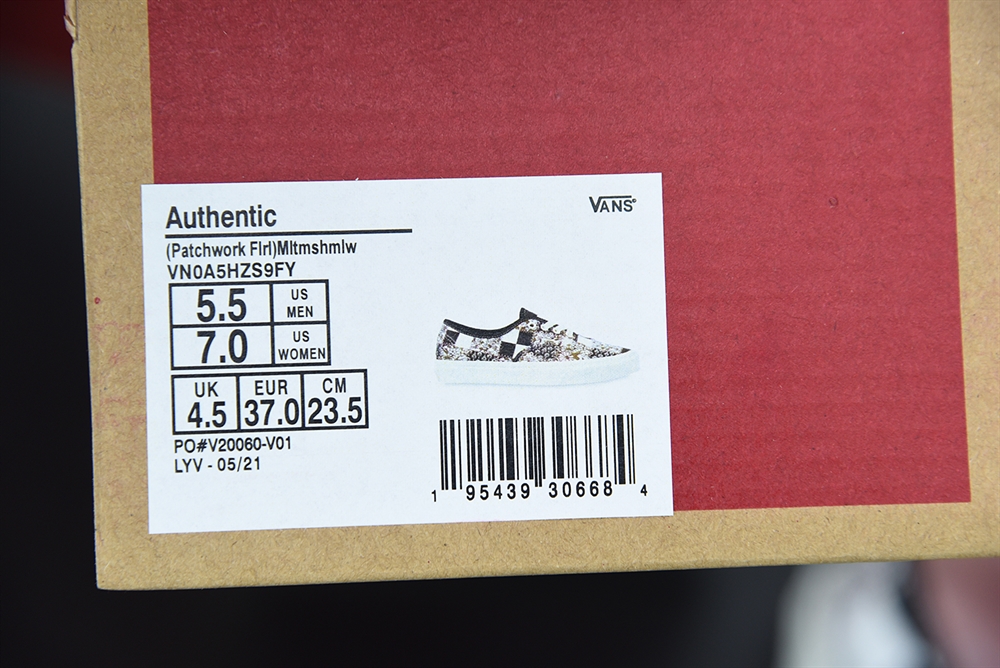 Authentic
VANS
(Patchwork Flrl)Mltmshmlw
VN0A5HZS9FY
5.5 US MEN
7.0 US WOMEN
UK EUR CM
4.5 37.0 23.5
PO#V20060-V01
LYV - 05/21
1 95439 30668 4